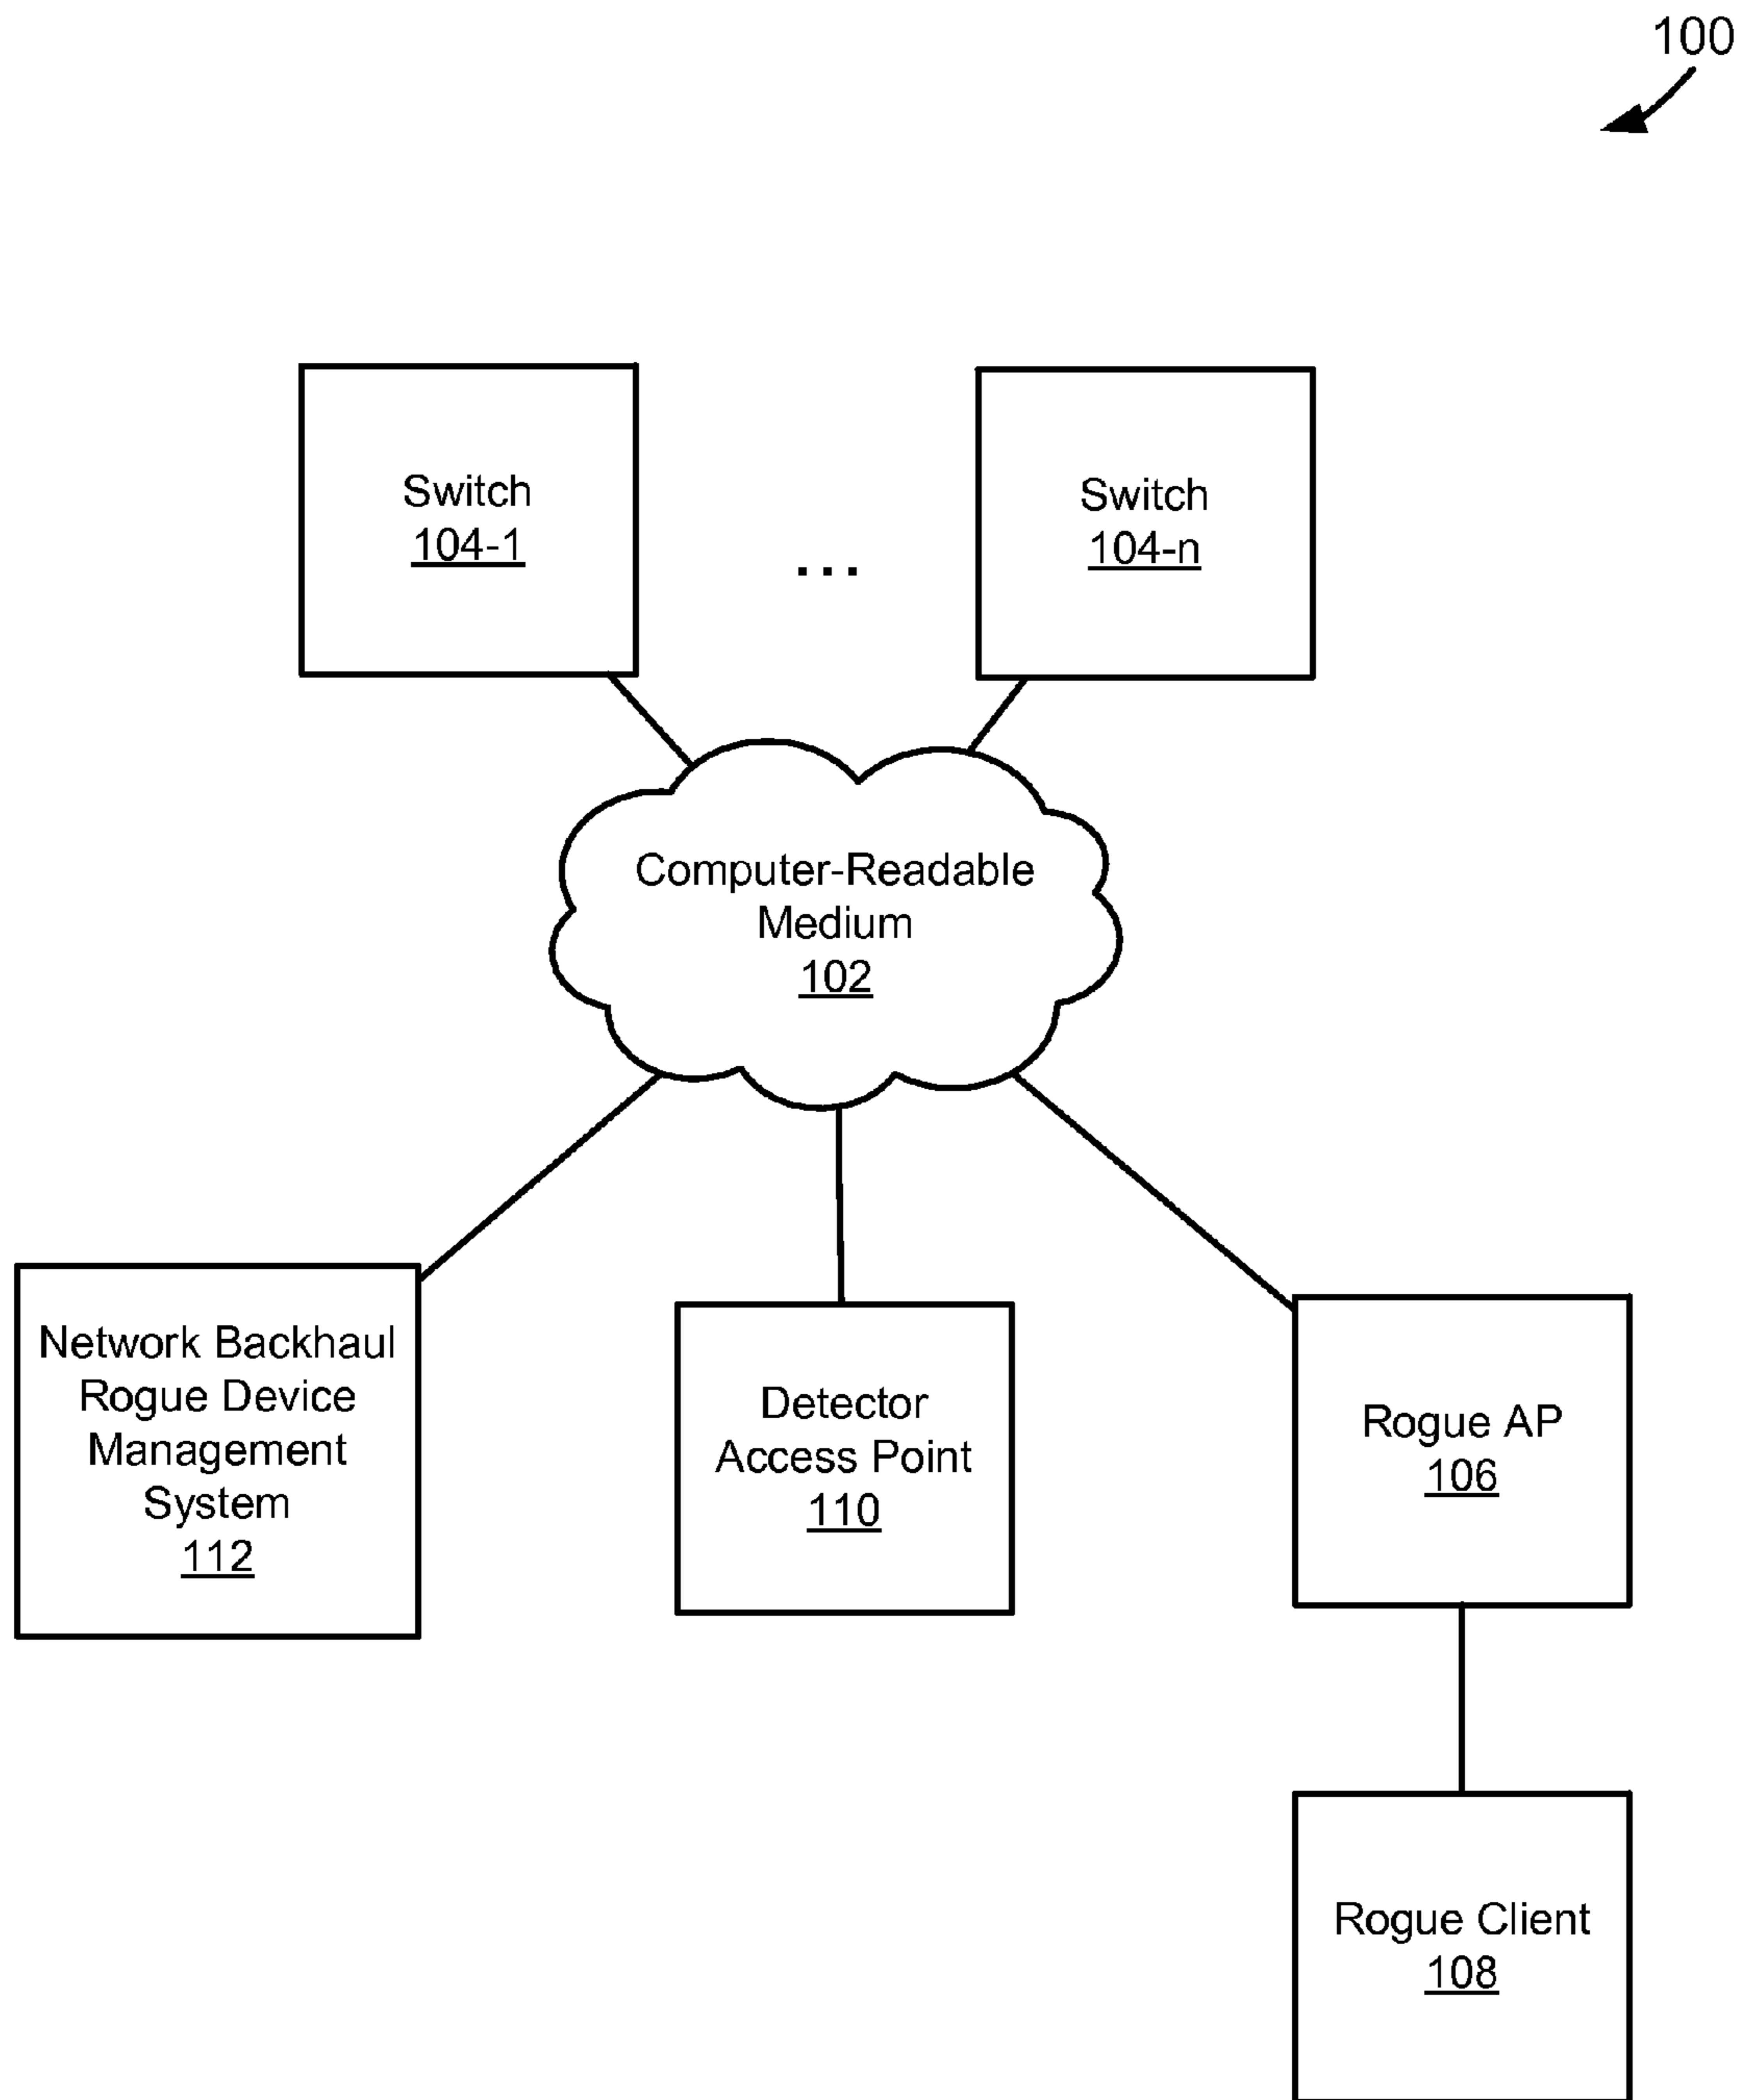 100
Switch
104-1
...
Switch
104-n
Computer-Readable
Medium
102
Network Backhaul
Rogue Device
Management
System
112
Detector
Access Point
110
Rogue AP
106
Rogue Client
108